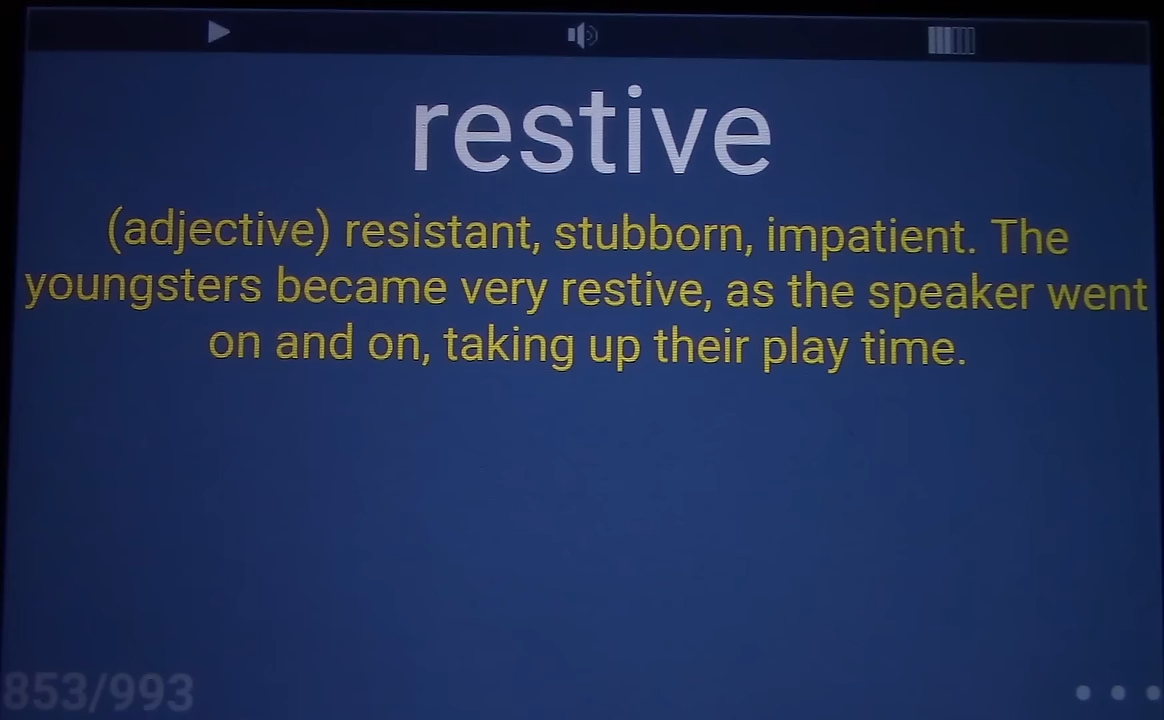 restive
(adjective) resistant, stubborn, impatient. The
youngsters became very restive, as the speaker went
on and on, taking up their play time.
853/993